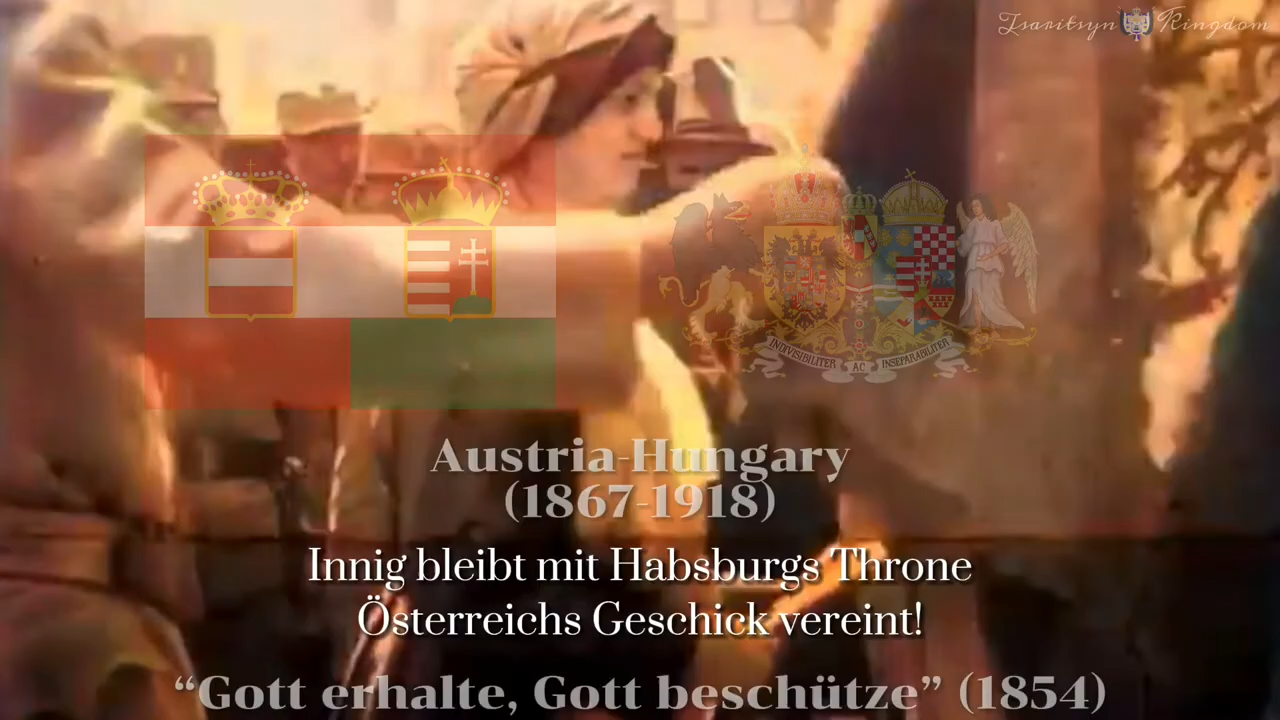 Tsaritsyn Kingdom
INDIVISIBILITER AC INSEPARABILITER
Austria-Hungary
(1867-1918)
Innig bleibt mit Habsburgs Throne
Österreichs Geschick vereint!
“Gott erhalte, Gott beschütze” (1854)